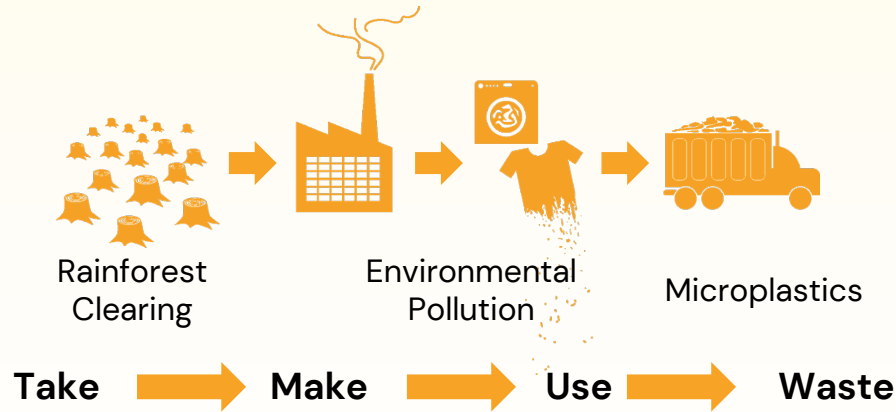 Rainforest
Clearing
Environmental
Pollution
Microplastics
Take
Make
Use
Waste